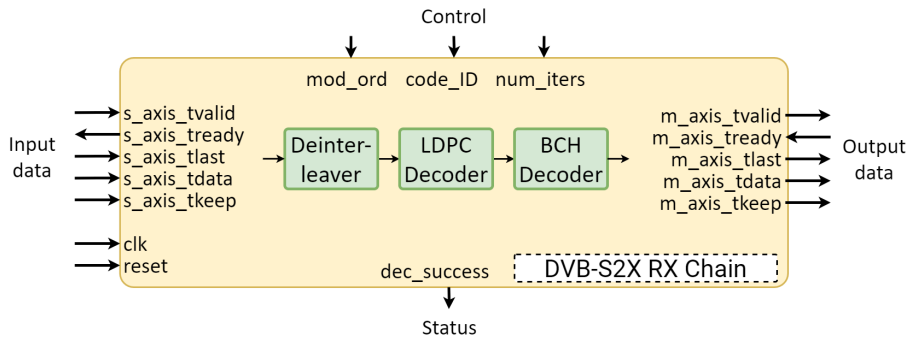 Control
mod_ord code_ID num_iters
Input
data
s_axis_tvalid
s_axis_tready
s_axis_tlast
s_axis_tdata
s_axis_tkeep
clk
reset
Deinter-
leaver
LDPC
Decoder
BCH
Decoder
m_axis_tvalid
m_axis_tready
m_axis_tlast
m_axis_tdata
m_axis_tkeep
Output
data
dec_success
DVB-S2X RX Chain
Status